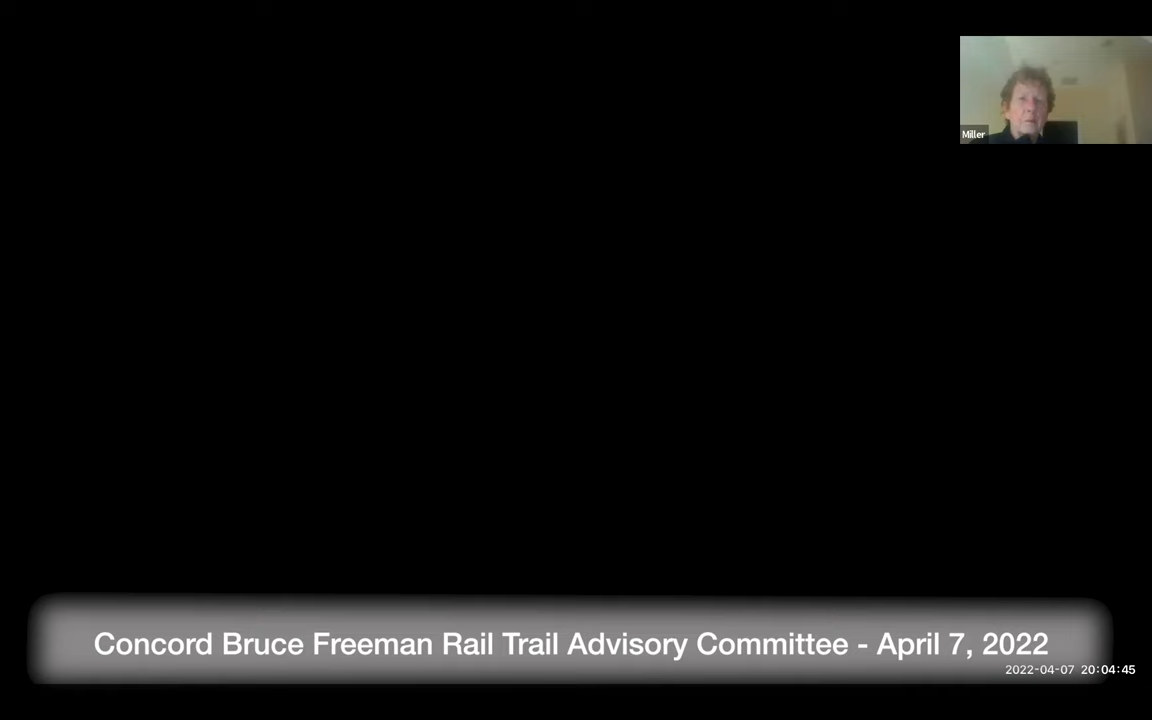 Miller
Concord Bruce Freeman Rail Trail Advisory Committee - April 7, 2022
2022-04-07 20:04:45